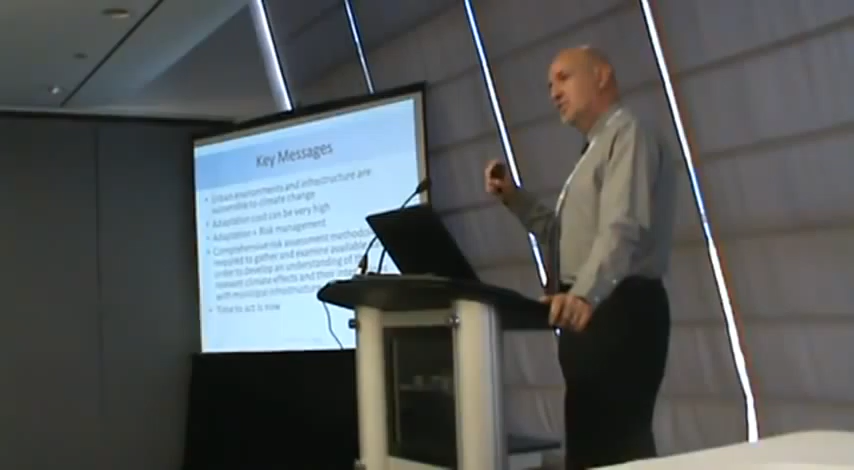 Key Messages
• Urban environments and infrastructure are
vulnerable to climate change
• Adaptation cost can be very high
• Adaptation = Risk management
• Comprehensive risk assessment methodo
required to gather and examine available
order to develop an understanding of
relevant climate effects and their
with municipal infrastructure
• Time to act is now